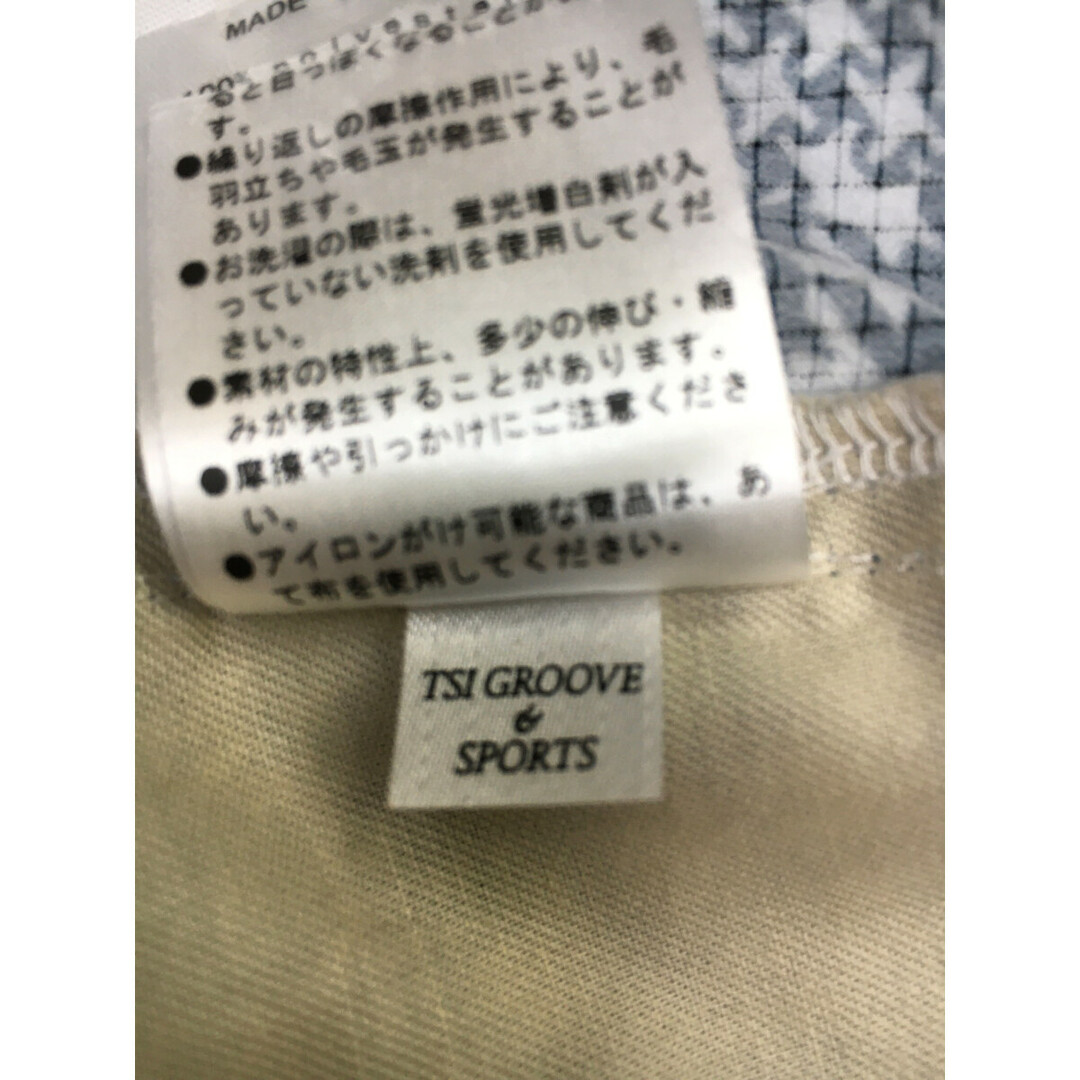 MADE
100% polyester
ると白っぽくなることが
す。
●繰り返しの摩擦作用により、毛
羽立ちや毛玉が発生することが
あります。
●お洗濯の際は、蛍光増白剤が入
っていない洗剤を使用してくだ
さい。
●素材の特性上、多少の伸び・縮
みが発生することがあります。
●摩擦や引っかけにご注意くださ
い。
●アイロンがけ可能な商品は、あ
て布を使用してください。
TSI GROOVE
&
SPORTS